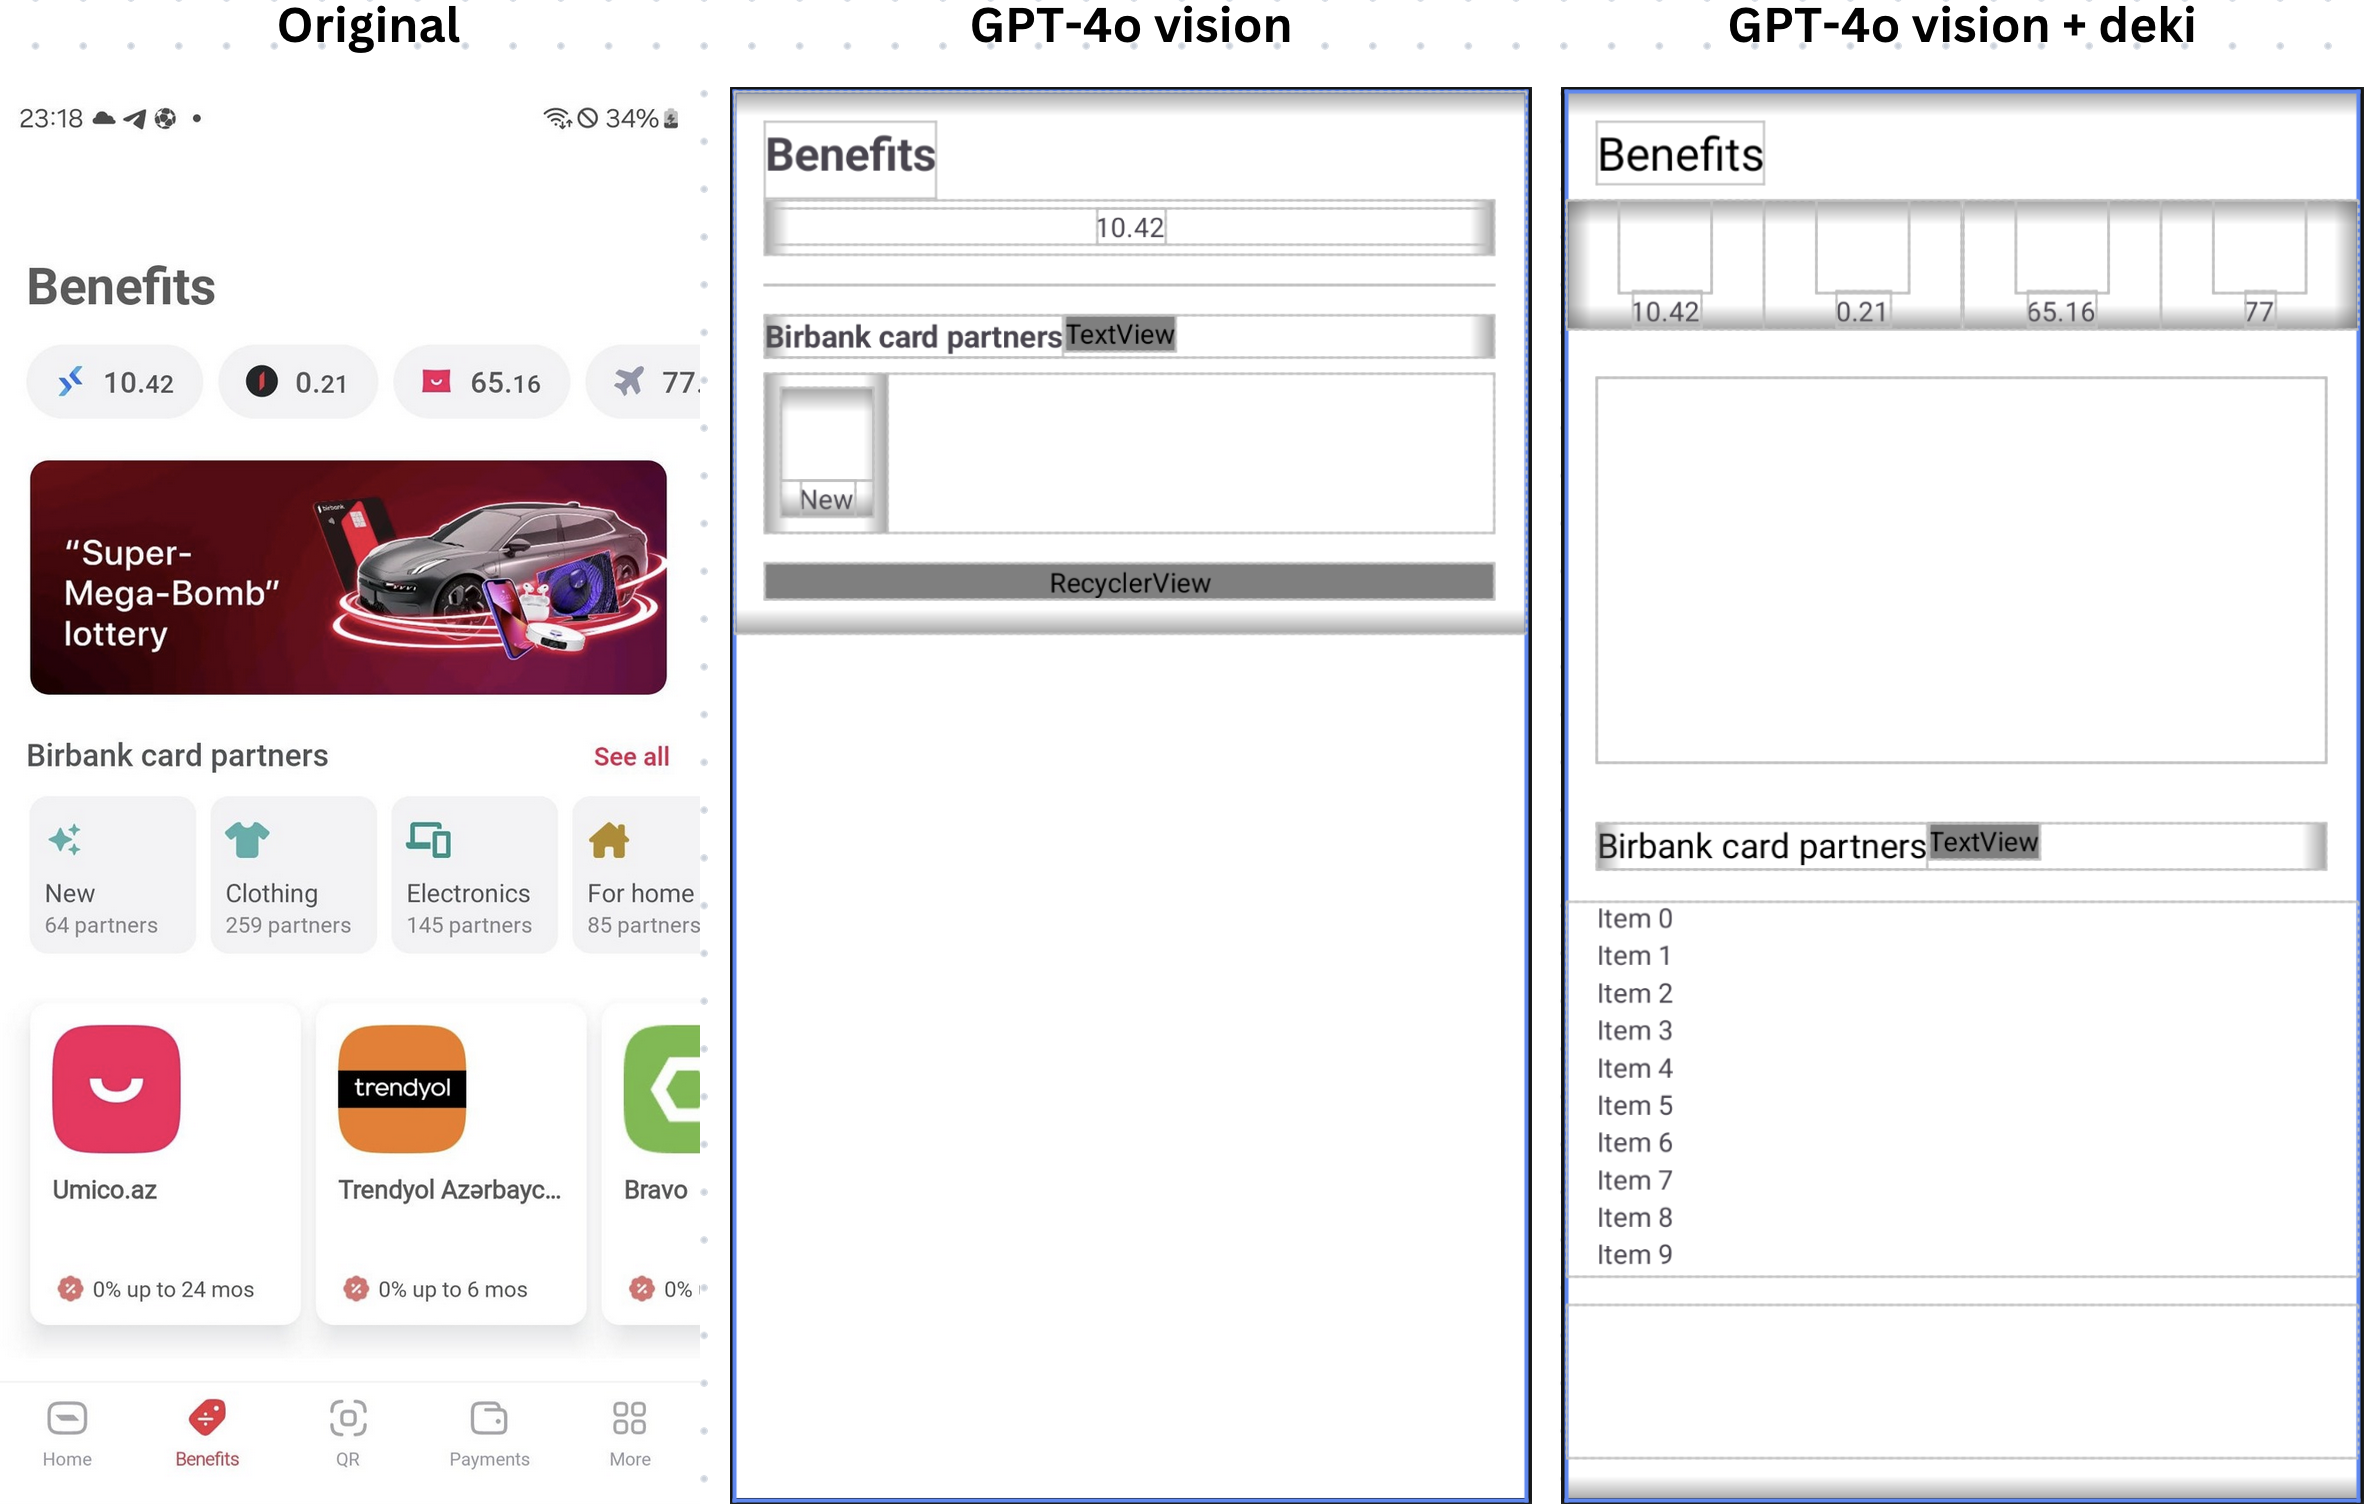 Original
23:18
34%
Benefits
10.42
0.21
65.16
77.
birbank
“Super-
Mega-Bomb”
lottery
Birbank card partners
See all
New
64 partners
Clothing
259 partners
Electronics
145 partners
For home
85 partners
trendyol
Umico.az
Trendyol Azərbayc...
Bravo
0% up to 24 mos
0% up to 6 mos
0%
Home
Benefits
QR
Payments
More
GPT-4o vision
Benefits
10.42
Birbank card partners TextView
New
RecyclerView
GPT-4o vision + deki
Benefits
10.42
0.21
65.16
77
Birbank card partners TextView
Item 0
Item 1
Item 2
Item 3
Item 4
Item 5
Item 6
Item 7
Item 8
Item 9